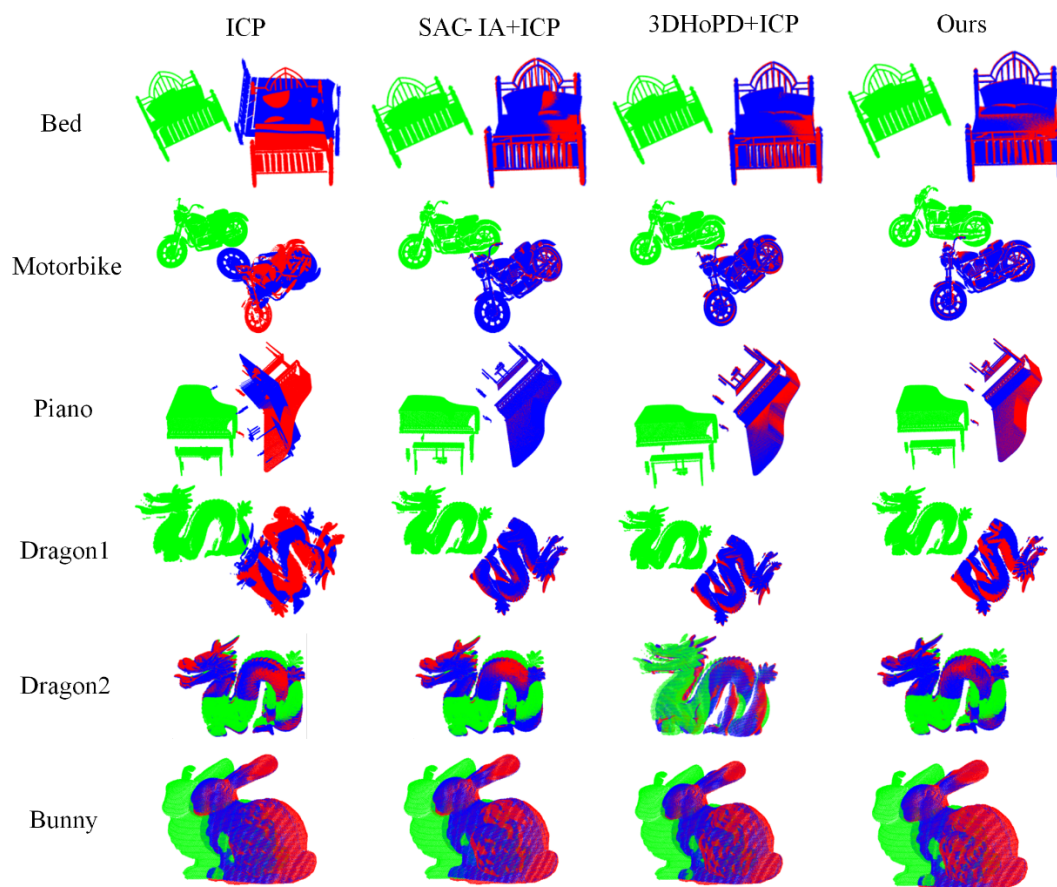 ICP SAC- IA+ICP 3DHoPD+ICP Ours
Bed
Motorbike
Piano
Dragon1
Dragon2
Bunny